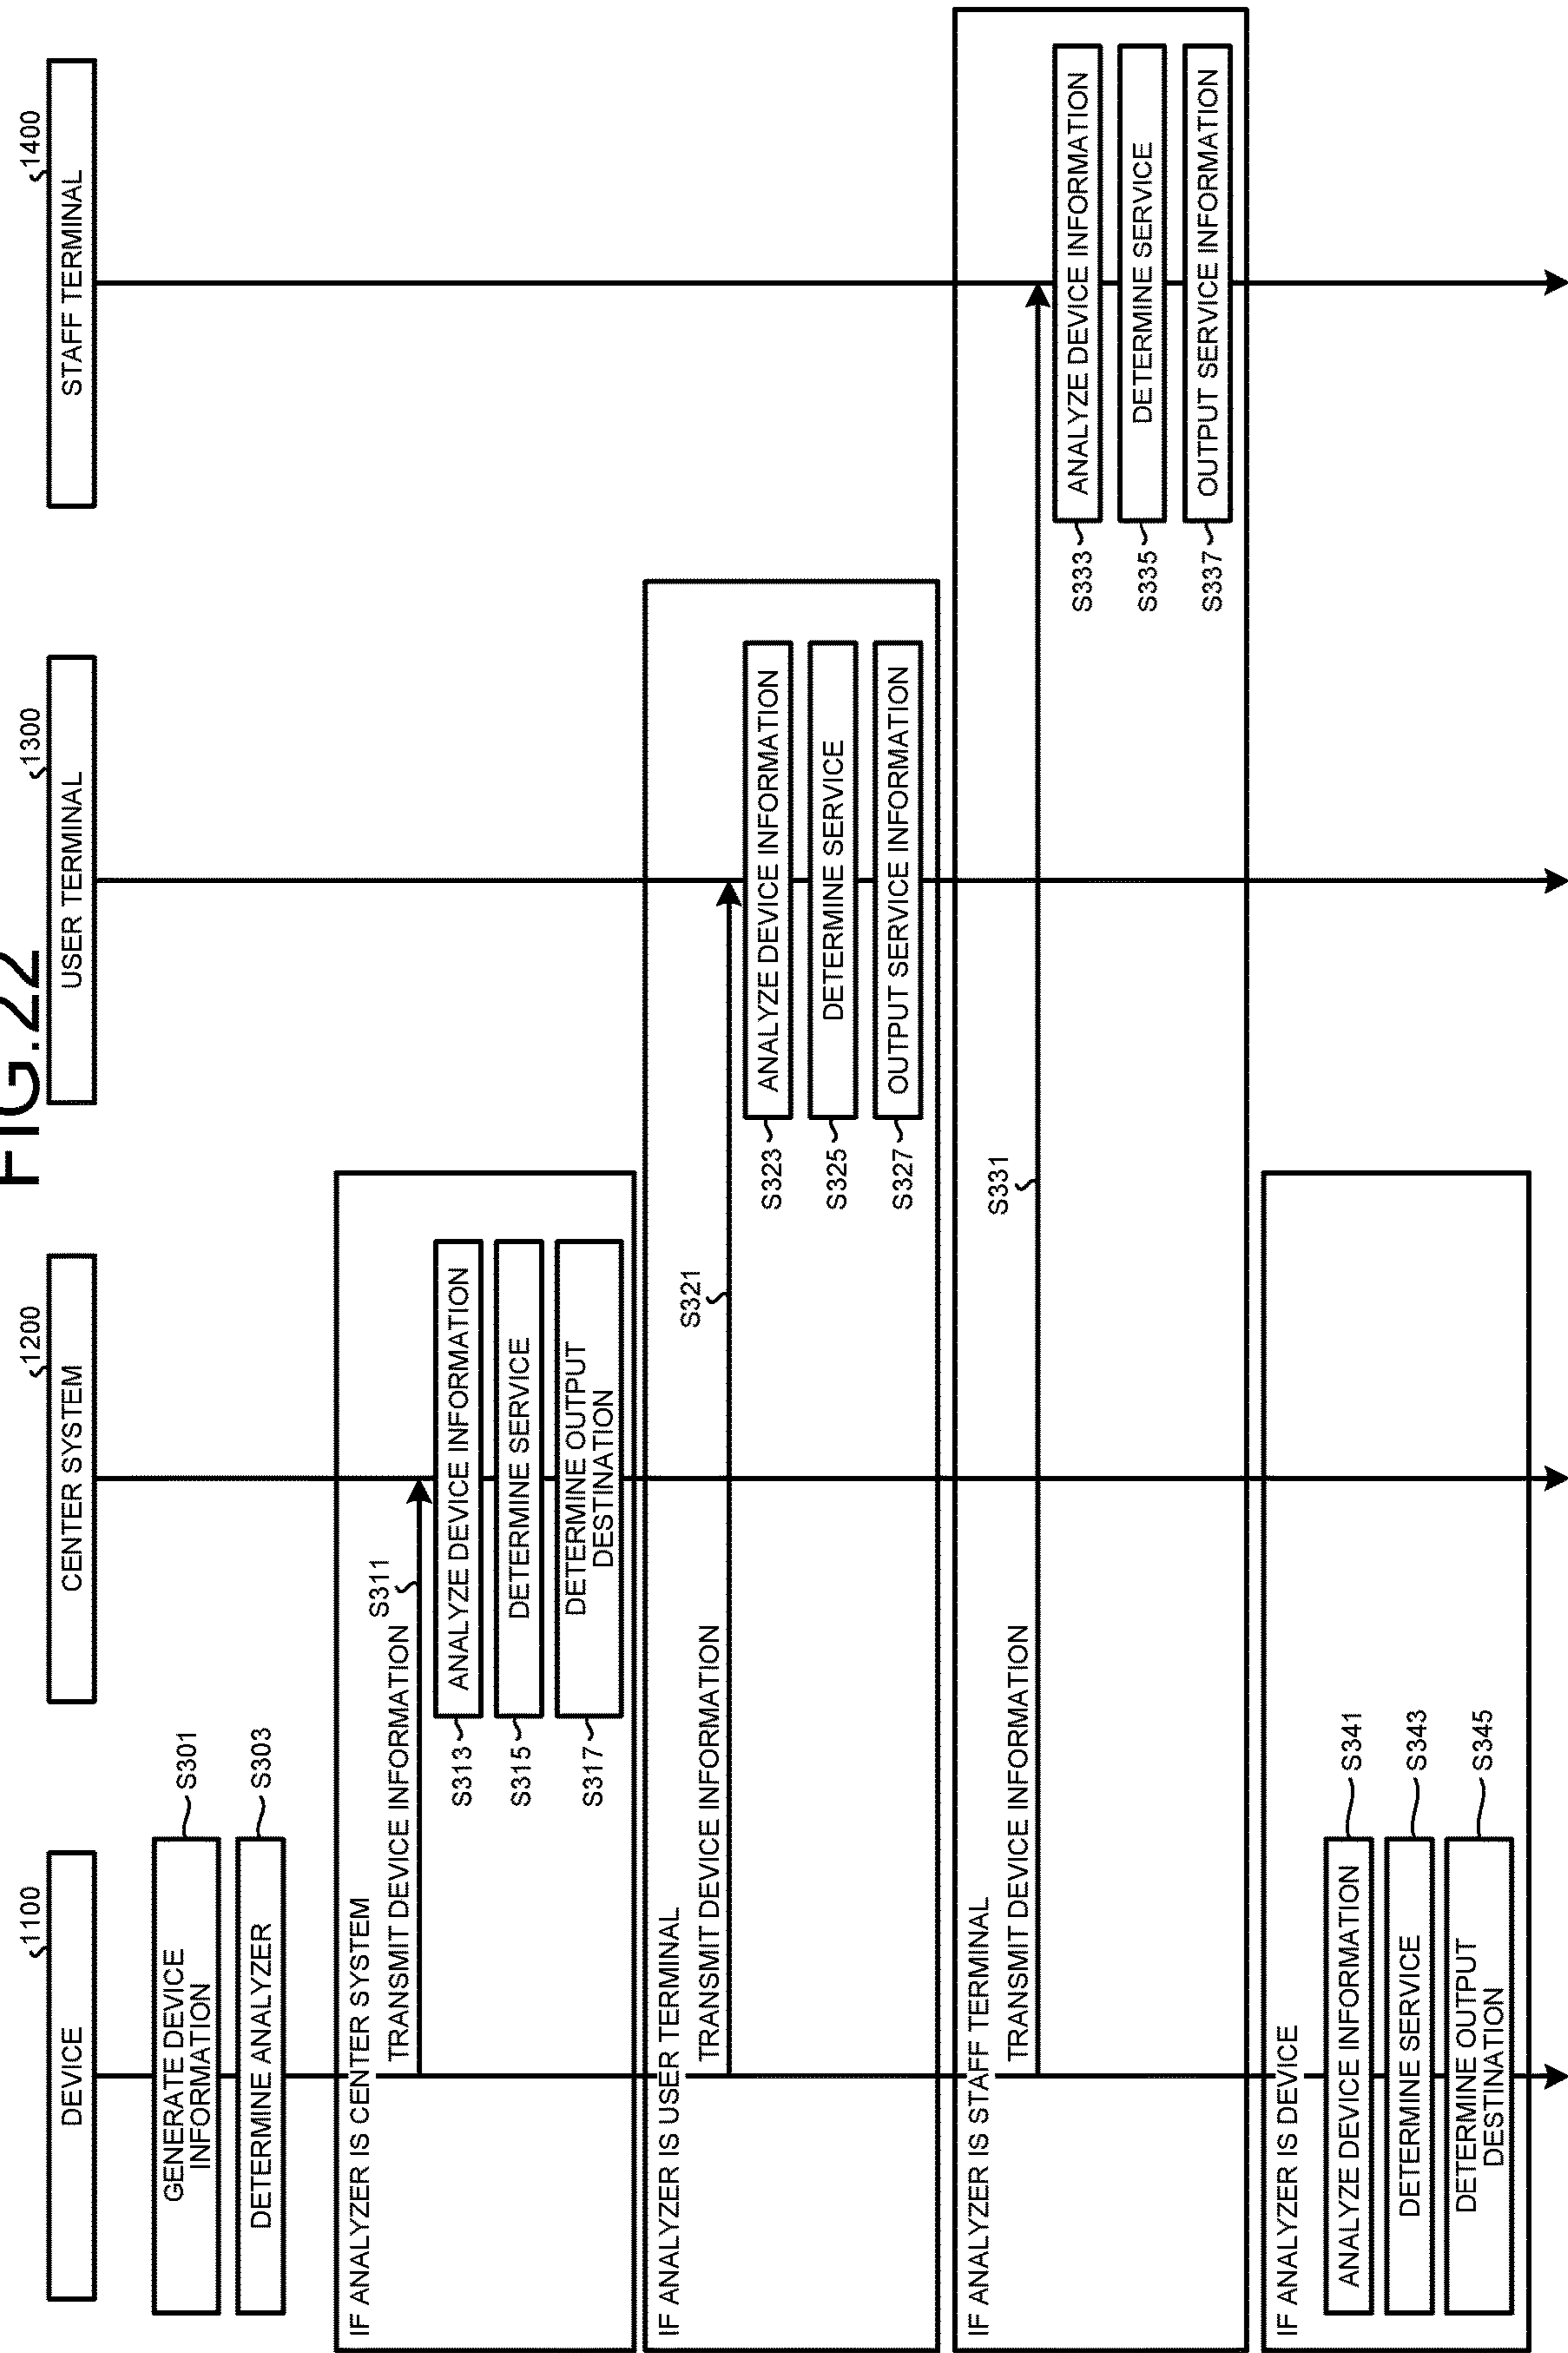 FIG.22
1100
DEVICE
1200
CENTER SYSTEM
1300
USER TERMINAL
1400
STAFF TERMINAL
GENERATE DEVICE
INFORMATION
S301
DETERMINE ANALYZER
S303
IF ANALYZER IS CENTER SYSTEM
TRANSMIT DEVICE INFORMATION
S311
S313
ANALYZE DEVICE INFORMATION
S315
DETERMINE SERVICE
S317
DETERMINE OUTPUT
DESTINATION
IF ANALYZER IS USER TERMINAL
TRANSMIT DEVICE INFORMATION
S321
S323
ANALYZE DEVICE INFORMATION
S325
DETERMINE SERVICE
S327
OUTPUT SERVICE INFORMATION
IF ANALYZER IS STAFF TERMINAL
TRANSMIT DEVICE INFORMATION
S331
S333
ANALYZE DEVICE INFORMATION
S335
DETERMINE SERVICE
S337
OUTPUT SERVICE INFORMATION
IF ANALYZER IS DEVICE
ANALYZE DEVICE INFORMATION
S341
DETERMINE SERVICE
S343
DETERMINE OUTPUT
DESTINATION
S345